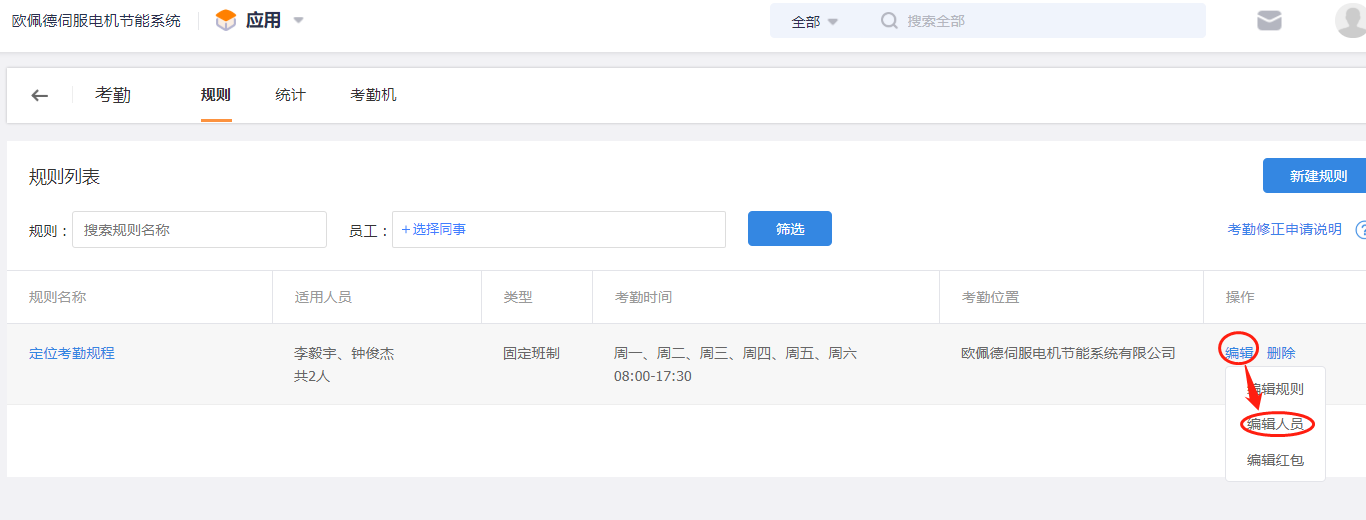 欧佩德伺服电机节能系统 应用 全部 搜索全部
考勤 规则 统计 考勤机
规则列表 新建规则
规则： 搜索规则名称 员工： +选择同事 筛选 考勤修正申请说明 ?
规则名称 适用人员 类型 考勤时间 考勤位置 操作
定位考勤规程 李毅宇、钟俊杰 固定班制 周一、周二、周三、周四、周五、周六 欧佩德伺服电机节能系统有限公司 编辑 删除
共2人 08:00-17:30
编辑规则
编辑人员
编辑红包